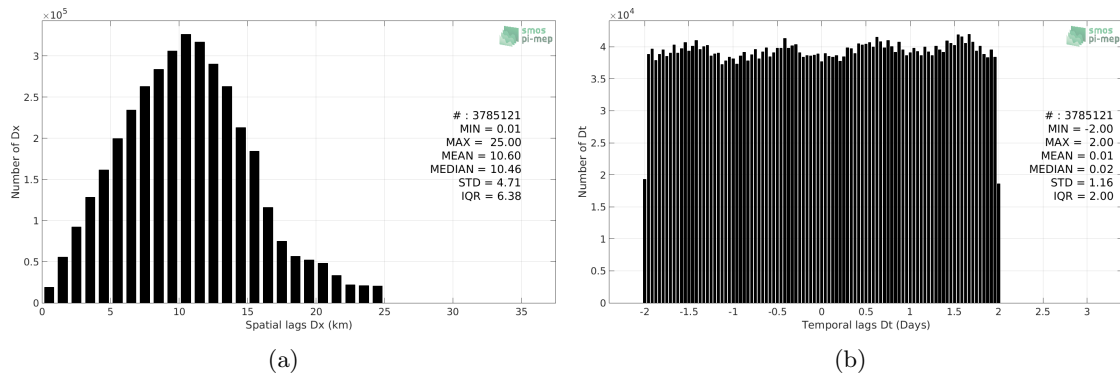 ×10⁵
smos
pi-mep
3
2.5
2
1.5
1
0.5
0
Number of Dx
# : 3785121
MIN = 0.01
MAX = 25.00
MEAN = 10.60
MEDIAN = 10.46
STD = 4.71
IQR = 6.38
0 5 10 15 20 25 30 35
Spatial lags Dx (km)
(a)
×10⁴
smos
pi-mep
4
3.5
3
2.5
2
1.5
1
0.5
0
Number of Dt
# : 3785121
MIN = -2.00
MAX = 2.00
MEAN = 0.01
MEDIAN = 0.02
STD = 1.16
IQR = 2.00
-2 -1.5 -1 -0.5 0 0.5 1 1.5 2 2.5 3
Temporal lags Dt (Days)
(b)